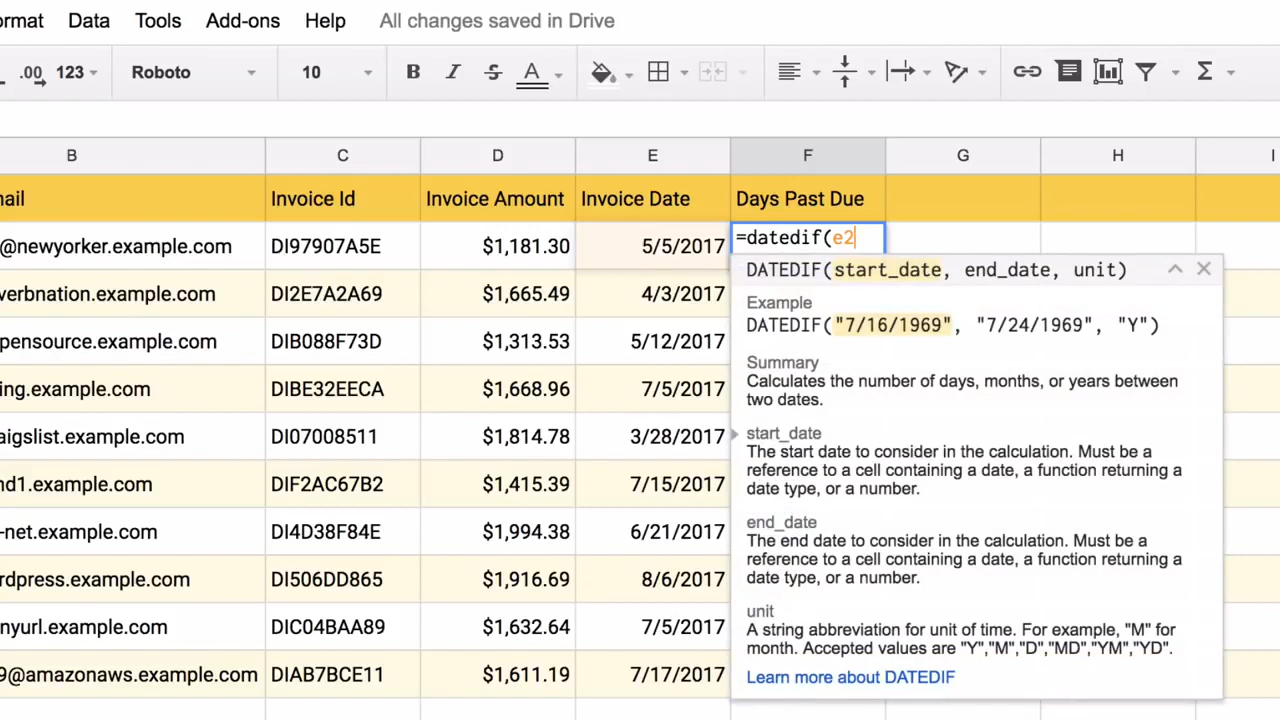 ormat Data Tools Add-ons Help All changes saved in Drive
.00 123 Roboto 10 B I S A Σ
B C D E F G H I
nail Invoice Id Invoice Amount Invoice Date Days Past Due
@newyorker.example.com DI97907A5E $1,181.30 5/5/2017 =datedif(e2
verbnation.example.com DI2E7A2A69 $1,665.49 4/3/2017
pensource.example.com DIB088F73D $1,313.53 5/12/2017
ing.example.com DIBE32EECA $1,668.96 7/5/2017
aigslist.example.com DI07008511 $1,814.78 3/28/2017
nd1.example.com DIF2AC67B2 $1,415.39 7/15/2017
-net.example.com DI4D38F84E $1,994.38 6/21/2017
rdpress.example.com DI506DD865 $1,916.69 8/6/2017
nyurl.example.com DIC04BAA89 $1,632.64 7/5/2017
9@amazonaws.example.com DIAB7BCE11 $1,611.19 7/17/2017
DATEDIF(start_date, end_date, unit)
Example
DATEDIF("7/16/1969", "7/24/1969", "Y")
Summary
Calculates the number of days, months, or years between
two dates.
start_date
The start date to consider in the calculation. Must be a
reference to a cell containing a date, a function returning a
date type, or a number.
end_date
The end date to consider in the calculation. Must be a
reference to a cell containing a date, a function returning a
date type, or a number.
unit
A string abbreviation for unit of time. For example, "M" for
month. Accepted values are "Y","M","D","MD","YM","YD".
Learn more about DATEDIF